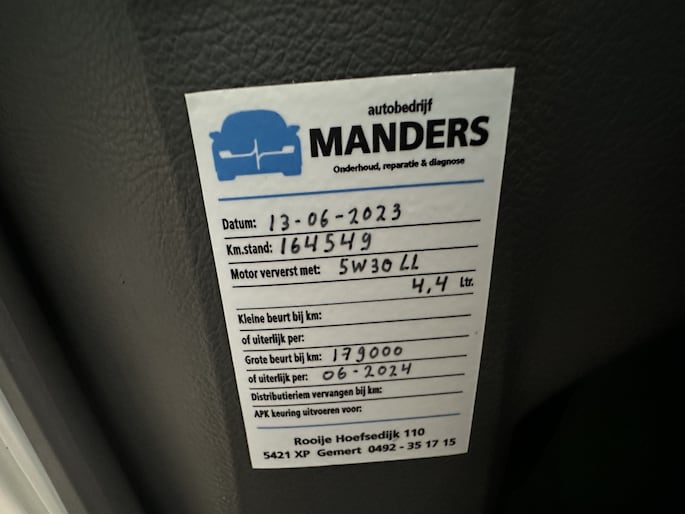 autobedrijf
MANDERS
Onderhoud, reparatie & diagnose
Datum: 13-06-2023
Km.stand: 164549
Motor ververst met: 5W30 LL
4,4 Ltr.
Kleine beurt bij km:
of uiterlijk per:
Grote beurt bij km: 179000
of uiterlijk per: 06-2024
Distributieriem vervangen bij km:
APK keuring uitvoeren voor:
Rooije Hoefsedijk 110
5421 XP Gemert 0492 - 35 17 15